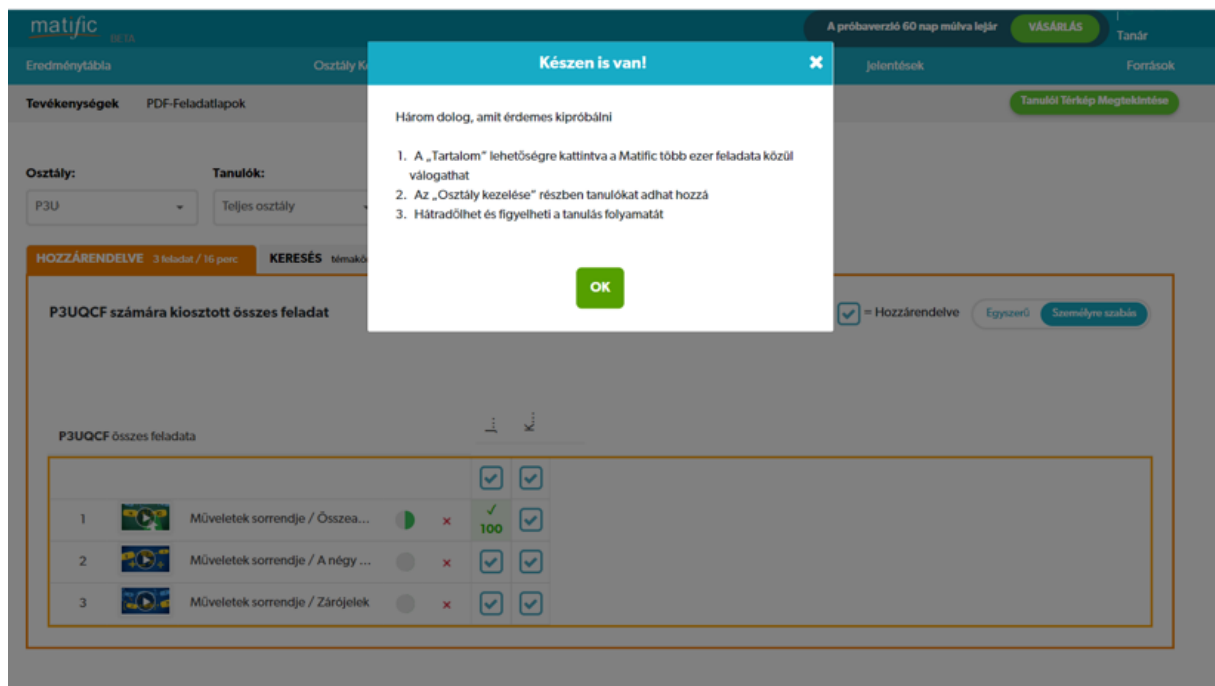 matific BETA
A próbaverzió 60 nap múlva lejár
VÁSÁRLÁS
Tanár
Eredménytábla
Osztály
Jelentések
Források
Tevékenységek
PDF-Feladatlapok
Tanulói Térkép Megtekintése
Készen is van!
Három dolog, amit érdemes kipróbálni
1. A „Tartalom” lehetőségre kattintva a Matific több ezer feladata közül
válogathat
2. Az „Osztály kezelése” részben tanulókat adhat hozzá
3. Hátradőlhet és figyelheti a tanulás folyamatát
OK
Osztály:
Tanulók:
P3U
Teljes osztály
HOZZÁRENDELVE 3 feladat / 16 perc
KERESÉS témakö
P3UQCF számára kiosztott összes feladat
= Hozzárendelve
Egyszerű
Személyre szabás
P3UQCF összes feladata
J...
K...
1 Műveletek sorrendje / Összea... × 100
2 Műveletek sorrendje / A négy ... ×
3 Műveletek sorrendje / Zárójelek ×